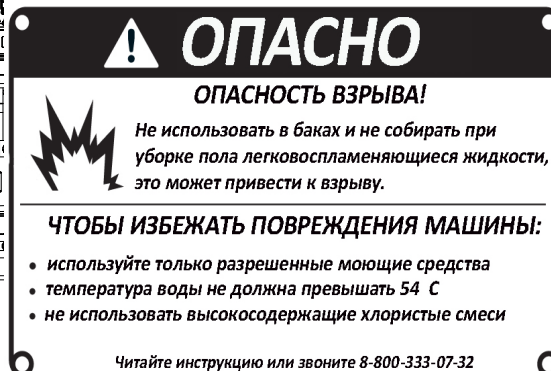 ОПАСНО
ОПАСНОСТЬ ВЗРЫВА!
Не использовать в баках и не собирать при
уборке пола легковоспламеняющиеся жидкости,
это может привести к взрыву.
ЧТОБЫ ИЗБЕЖАТЬ ПОВРЕЖДЕНИЯ МАШИНЫ:
• используйте только разрешенные моющие средства
• температура воды не должна превышать 54 С
• не использовать высокосодержащие хлористые смеси
Читайте инструкцию или звоните 8-800-333-07-32